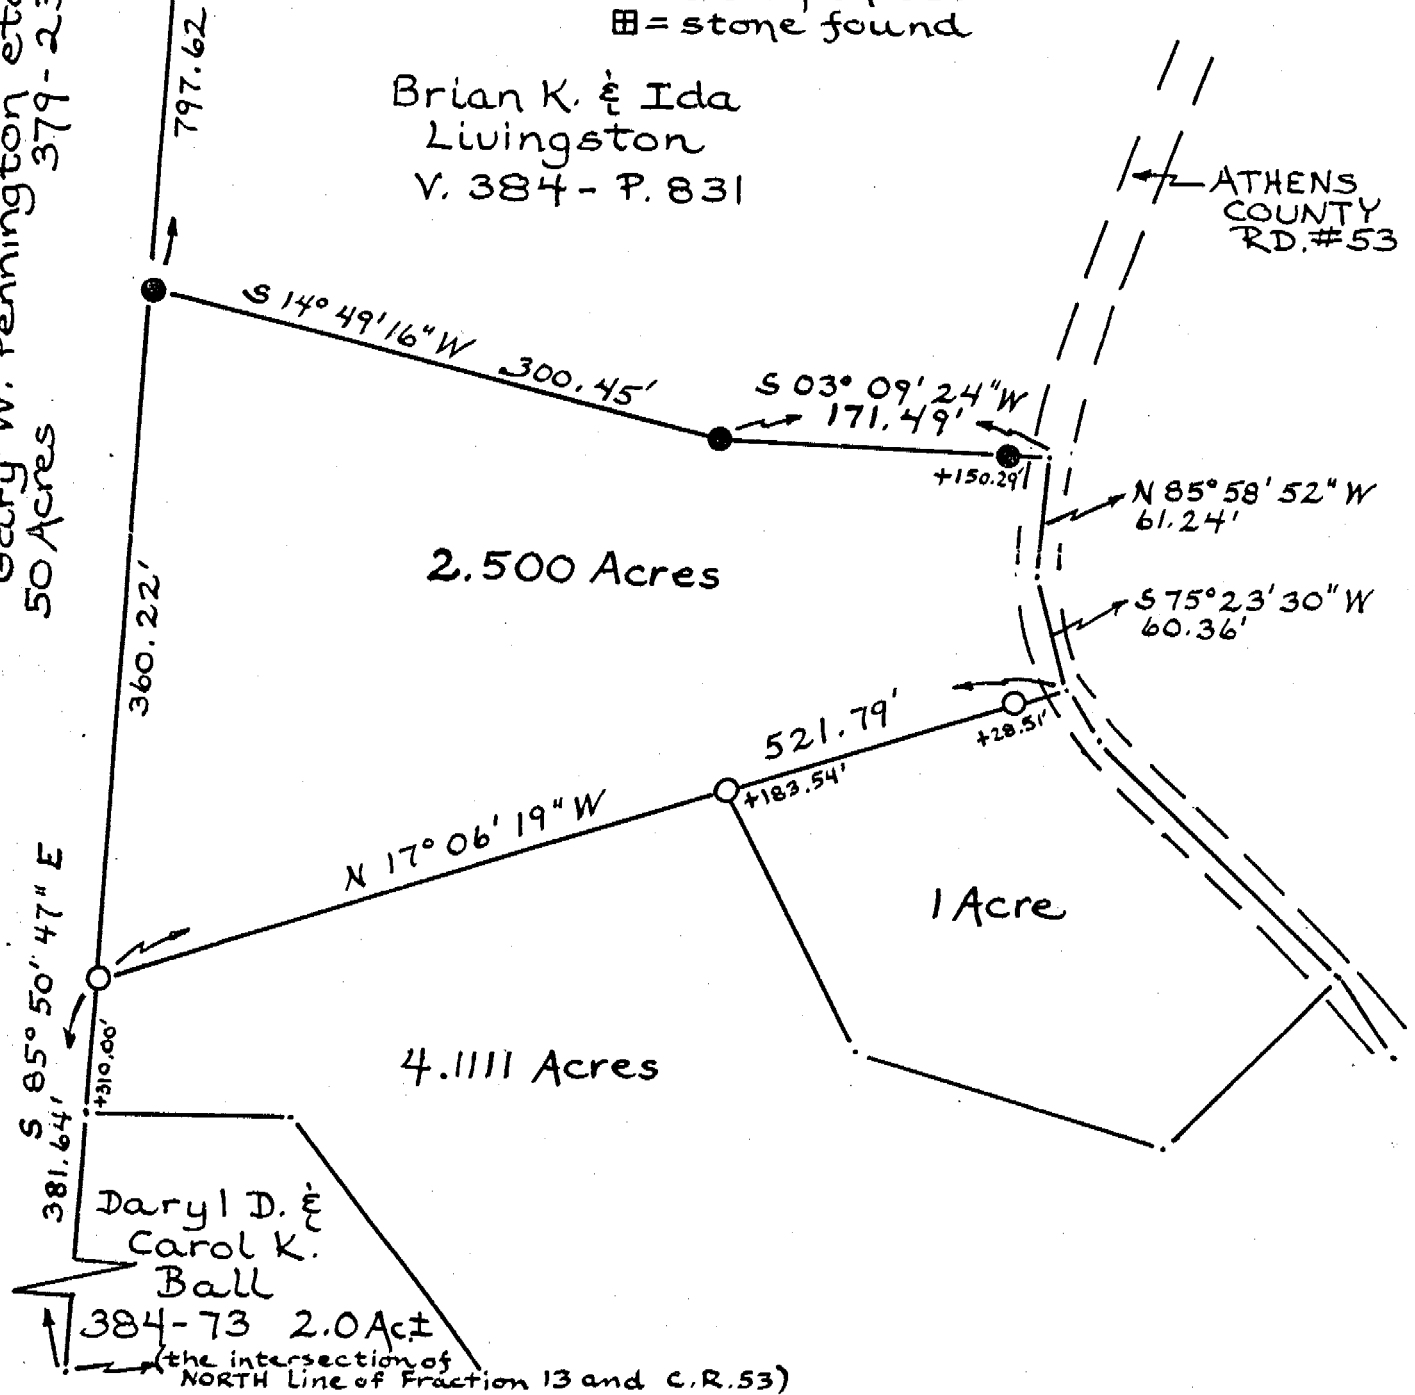 ⊞ = stone found
797.62
379-23
Gary W. Pennington
50 Acres
Brian K. & Ida
Livingston
V. 384 - P. 831
ATHENS
COUNTY
RD. #53
S 14° 49' 16" W 300.45'
S 03° 09' 24" W
171.49'
+150.29'
N 85° 58' 52" W
61.24'
2.500 Acres
S 75° 23' 30" W
60.36'
360.22'
521.79'
+28.51'
+183.54'
N 17° 06' 19" W
1 Acre
S 85° 50' 47" E
381.64'
+310.00'
4.1111 Acres
Daryl D. &
Carol K.
Ball
384-73 2.0 Ac.±
(the intersection of
NORTH Line of Fraction 13 and C.R.53)